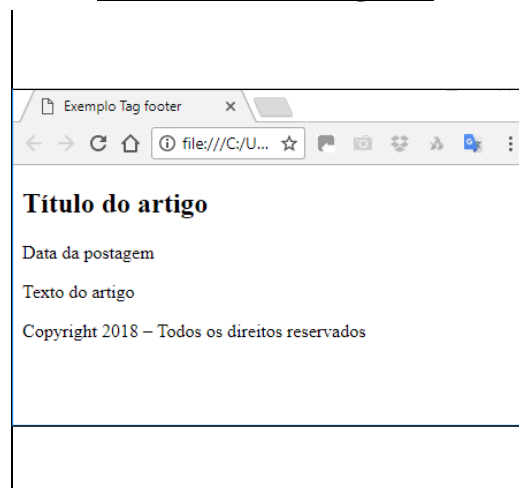 Exemplo Tag footer
file:///C:/U...
Título do artigo
Data da postagem
Texto do artigo
Copyright 2018 – Todos os direitos reservados